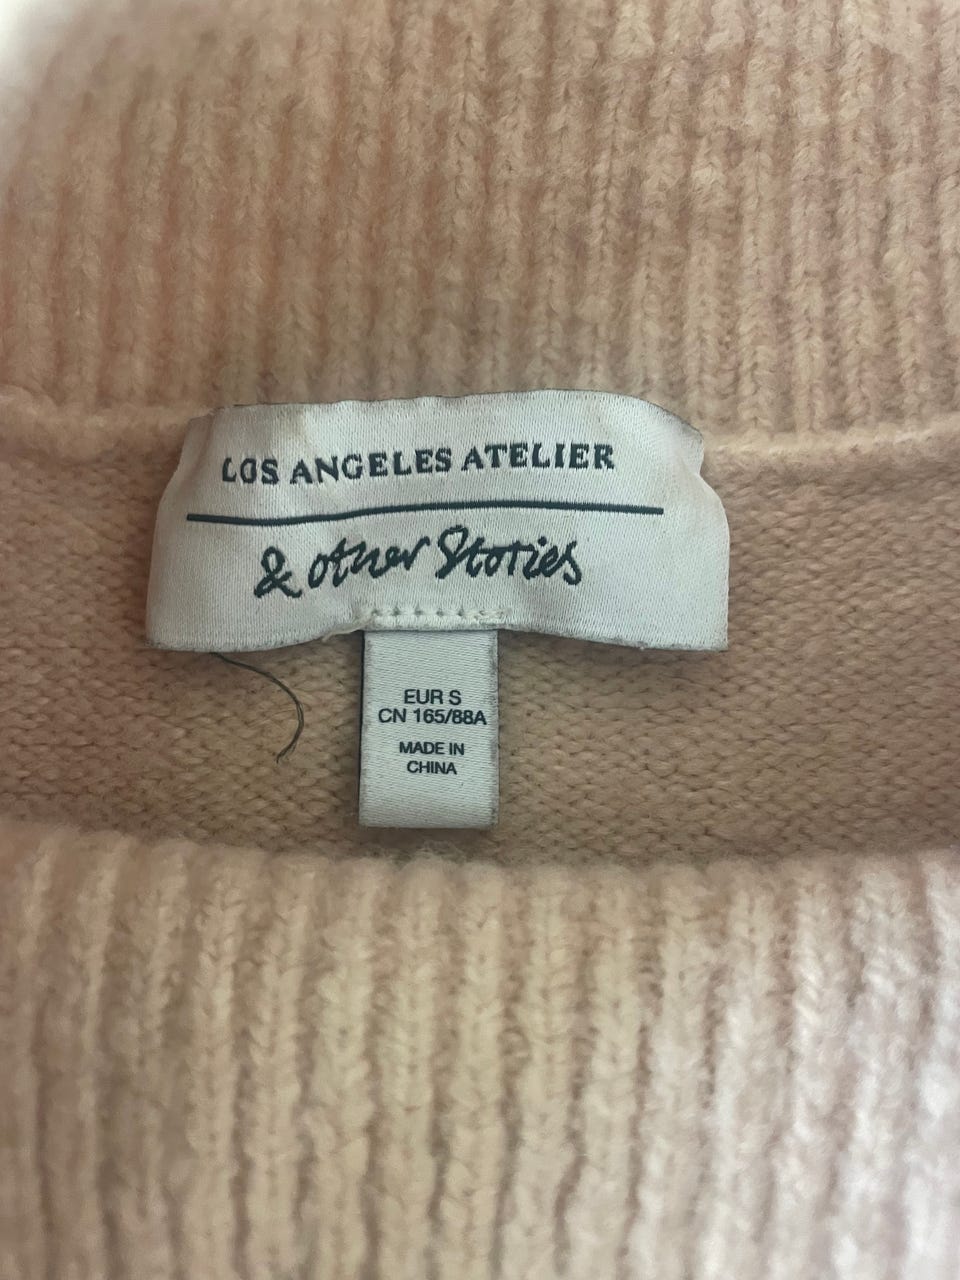 LOS ANGELES ATELIER
& other Stories
EUR S
CN 165/88A
MADE IN
CHINA